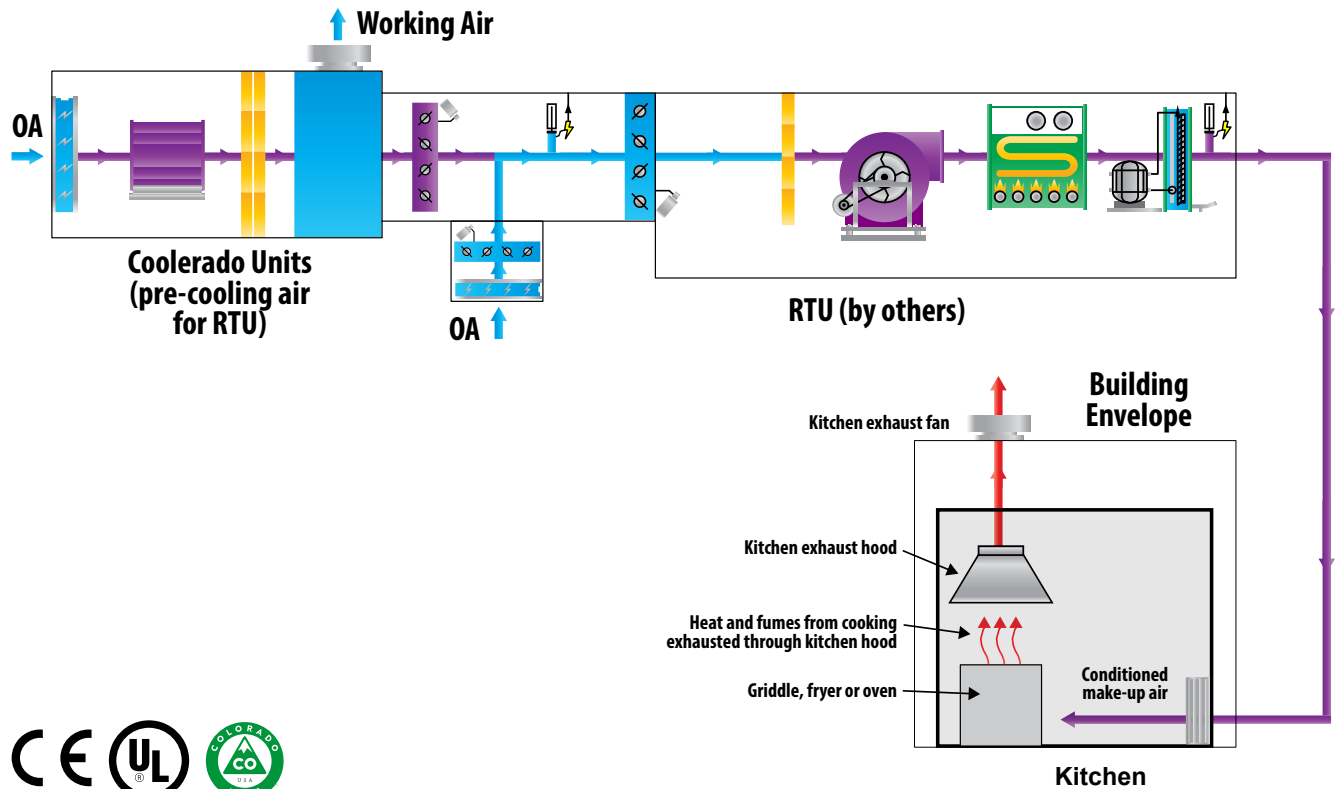 Working Air
OA
Coolerado Units
(pre-cooling air
for RTU)
OA
RTU (by others)
Building
Envelope
Kitchen exhaust fan
Kitchen exhaust hood
Heat and fumes from cooking
exhausted through kitchen hood
Griddle, fryer or oven
Conditioned
make-up air
Kitchen
CE
UL
®
COLORADO
CO
USA